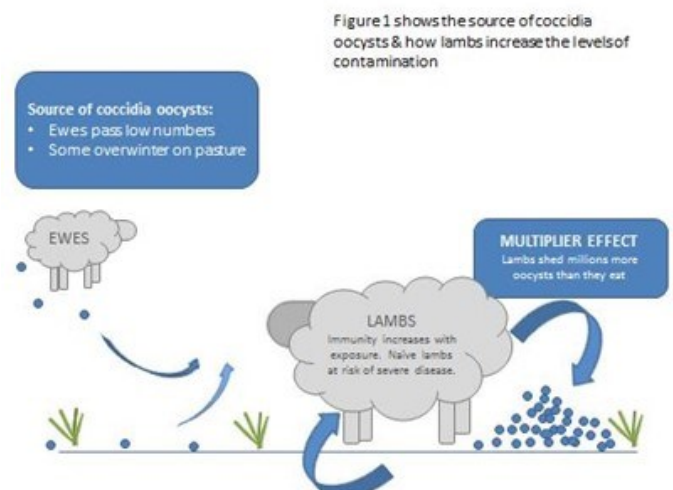 Figure 1 shows the source of coccidia
oocysts & how lambs increase the levels of
contamination
Source of coccidia oocysts:
• Ewes pass low numbers
• Some overwinter on pasture
EWES
MULTIPLIER EFFECT
Lambs shed millions more
oocysts than they eat
LAMBS
Immunity increases with
exposure. Naive lambs
at risk of severe disease.